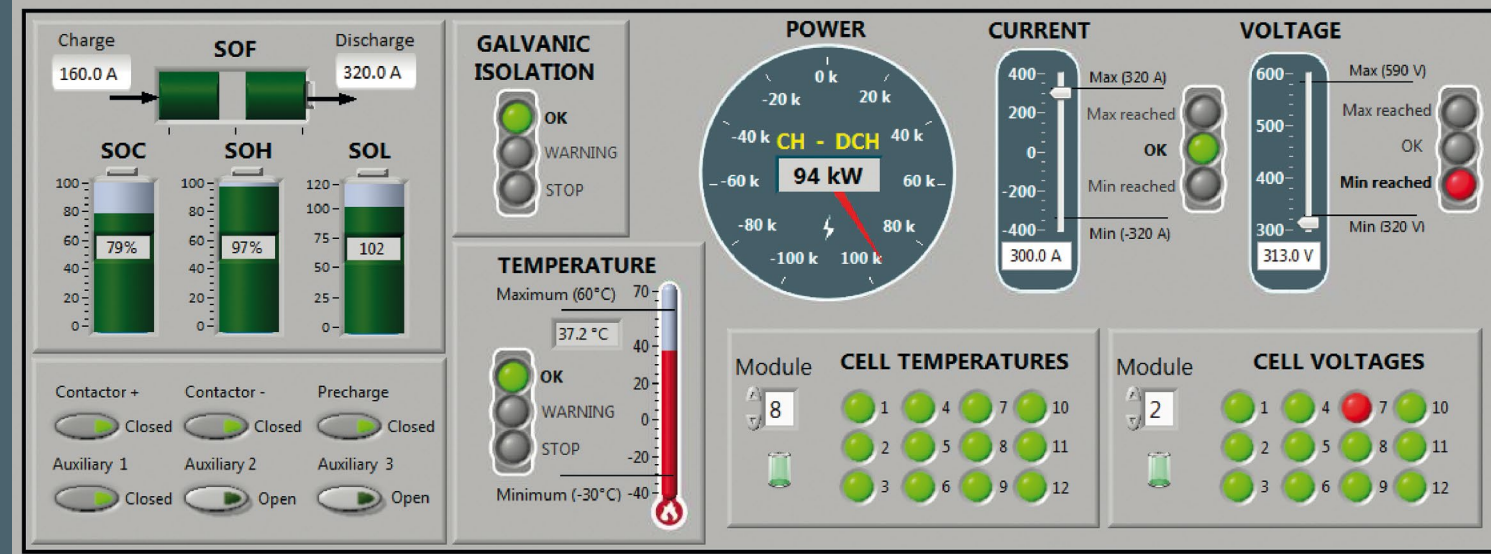 Charge
SOF
Discharge
160.0 A
320.0 A
SOC
SOH
SOL
100
80
60
40
20
0
79%
100
80
60
40
20
0
97%
120
100
75
50
25
0
102
Contactor +
Contactor -
Precharge
Closed
Closed
Closed
Auxiliary 1
Auxiliary 2
Auxiliary 3
Closed
Open
Open
GALVANIC
ISOLATION
OK
WARNING
STOP
TEMPERATURE
Maximum (60°C)
70
37.2 °C
40
20
0
-20
-40
OK
WARNING
STOP
Minimum (-30°C)
POWER
0 k
-20 k
20 k
-40 k
CH - DCH
40 k
-60 k
94 kW
60 k
-80 k
80 k
-100 k
100 k
CURRENT
400
200
0
-200
-400
Max (320 A)
Max reached
OK
Min reached
Min (-320 A)
300.0 A
VOLTAGE
600
500
400
300
Max (590 V)
Max reached
OK
Min reached
Min (320 V)
313.0 V
Module
8
CELL TEMPERATURES
1 4 7 10
2 5 8 11
3 6 9 12
Module
2
CELL VOLTAGES
1 4 7 10
2 5 8 11
3 6 9 12